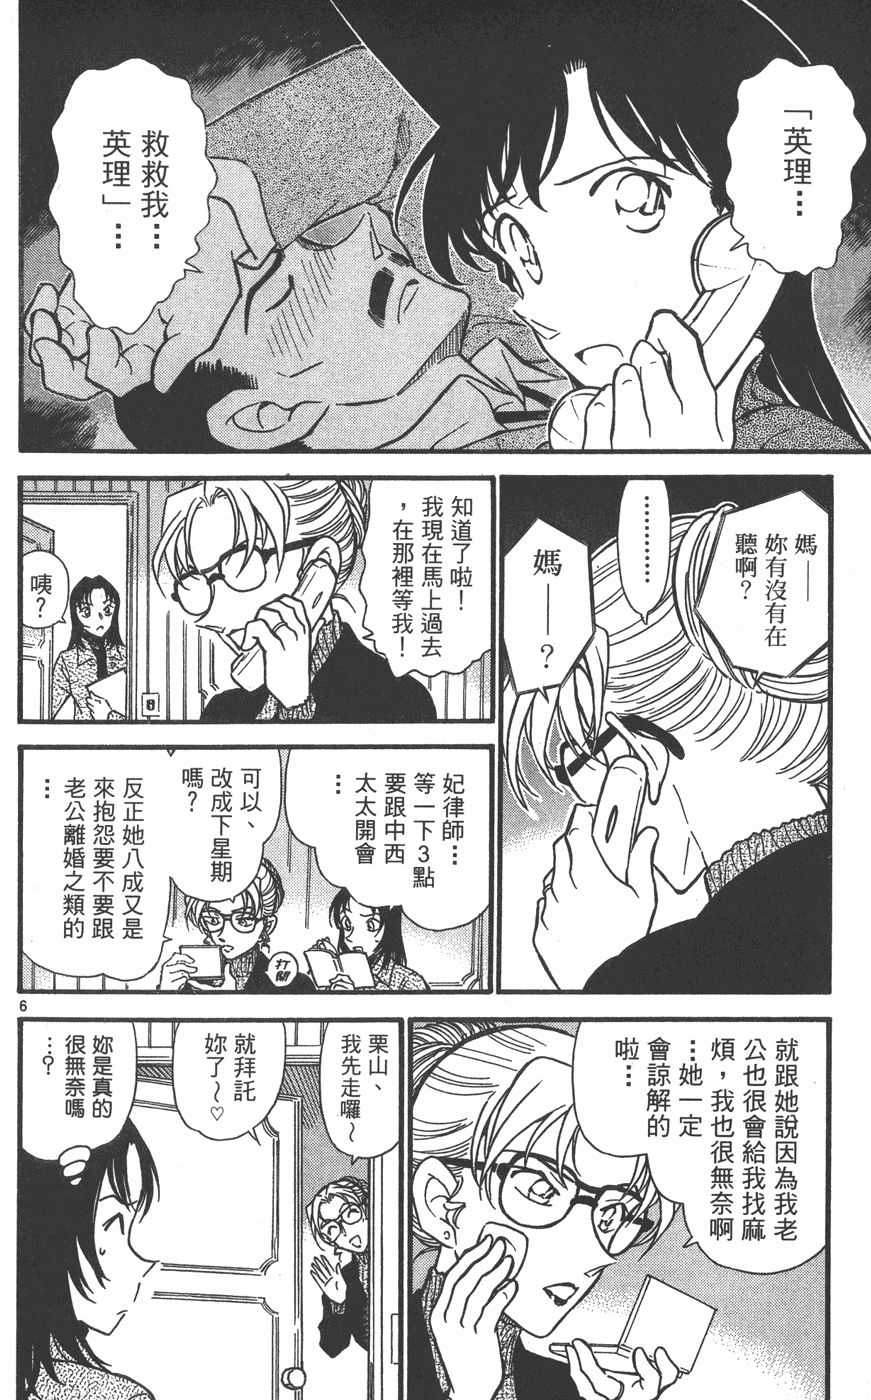 「英理…
救救我…
英理」…
媽——
妳有沒有在
聽啊？
………
媽——？
知道了啦！
我現在馬上過去
，在那裡等我！
咦？
妃律師…
等一下3點
要跟中西
太太開會
…
打開
可以、
改成下星期
嗎？
反正她八成又是
來抱怨要不要跟
老公離婚之類的
…
就跟她說因為我老
公也很會給我找麻
煩，我也很無奈啊
…她一定
會諒解的
啦…
栗山、
我先走囉～
就拜託
妳了～♡
妳是真的
很無奈嗎
…？
6